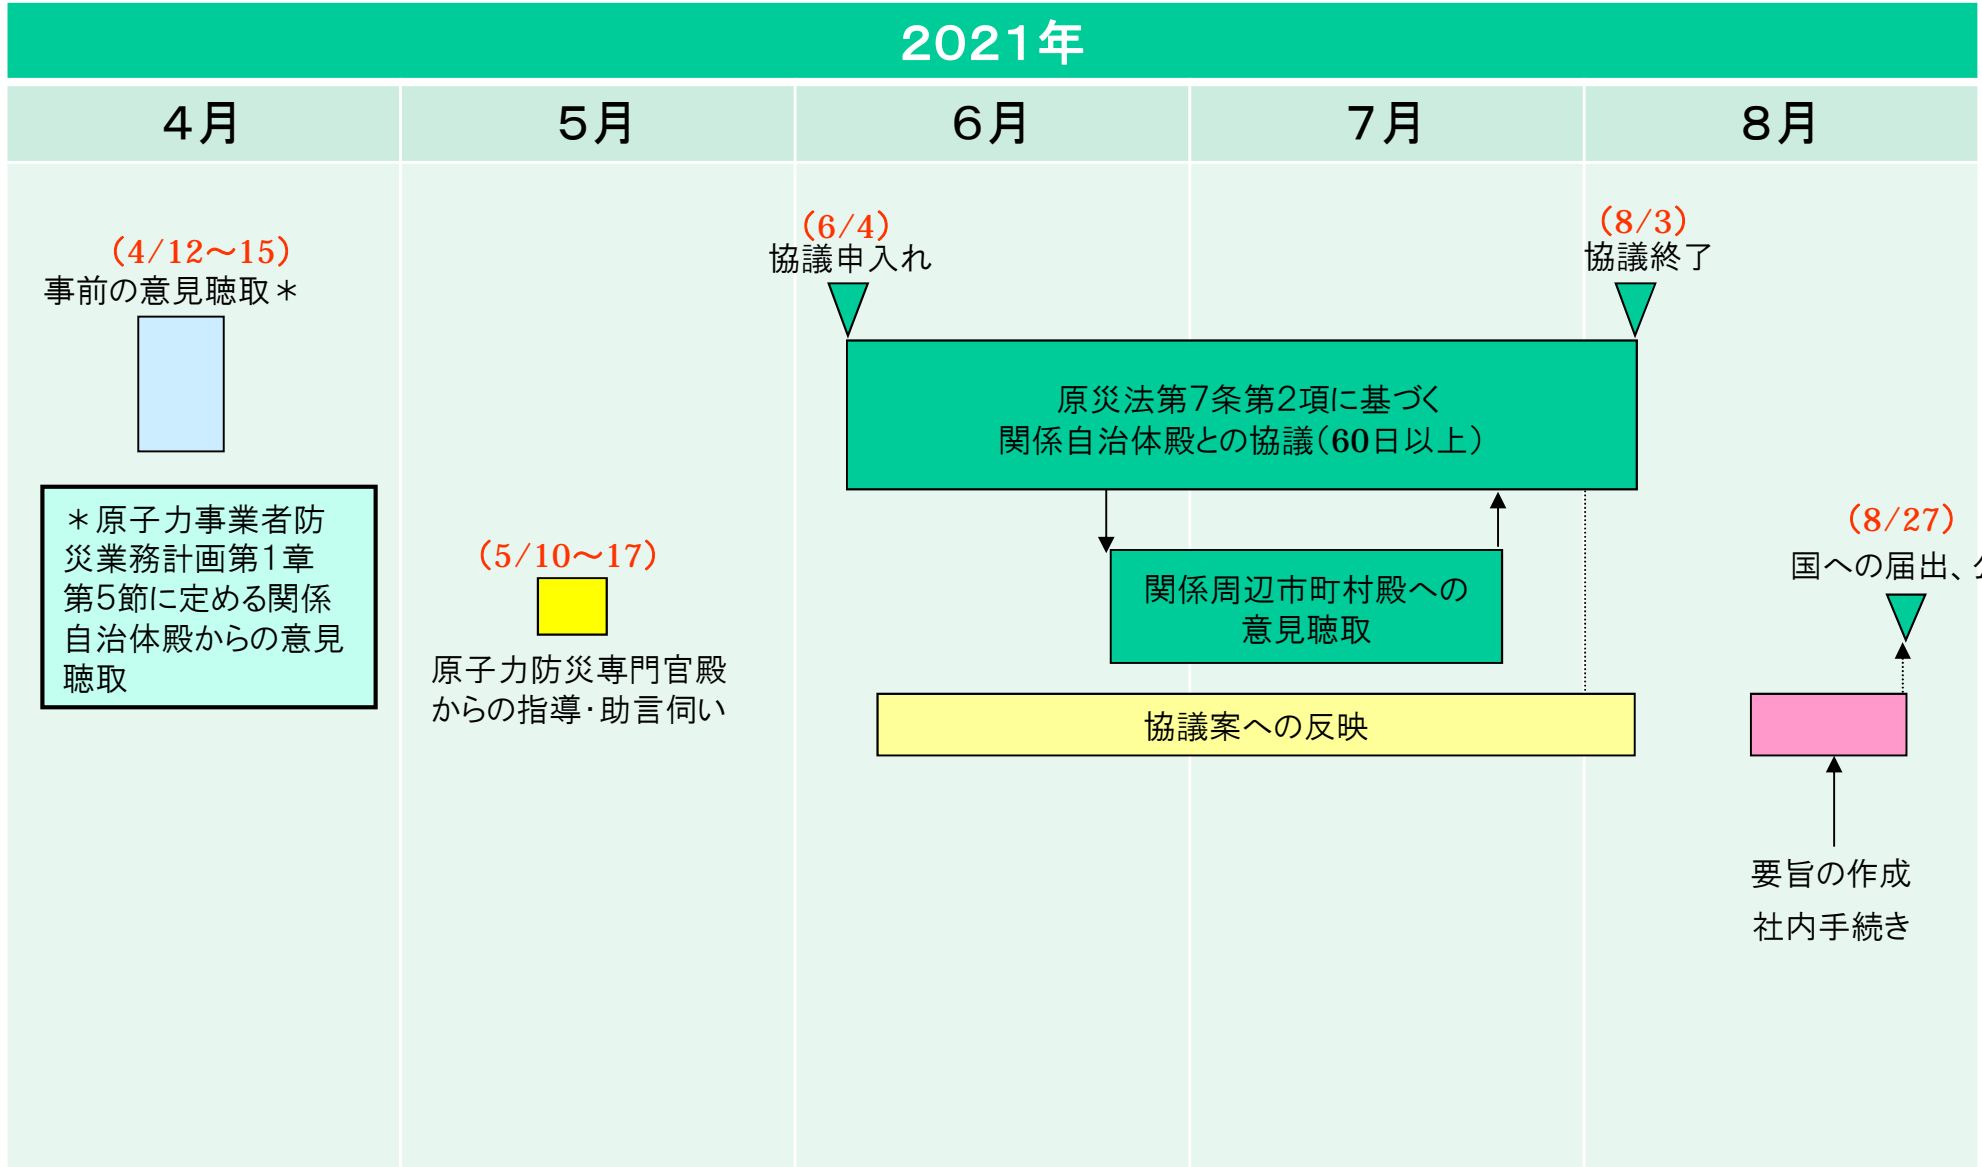 2021年
4月
5月
6月
7月
8月
(4/12～15)
事前の意見聴取＊
＊原子力事業者防
災業務計画第1章
第5節に定める関係
自治体殿からの意見
聴取
(5/10～17)
原子力防災専門官殿
からの指導・助言伺い
(6/4)
協議申入れ
(8/3)
協議終了
原災法第7条第2項に基づく
関係自治体殿との協議(60日以上)
関係周辺市町村殿への
意見聴取
協議案への反映
(8/27)
国への届出、
要旨の作成
社内手続き